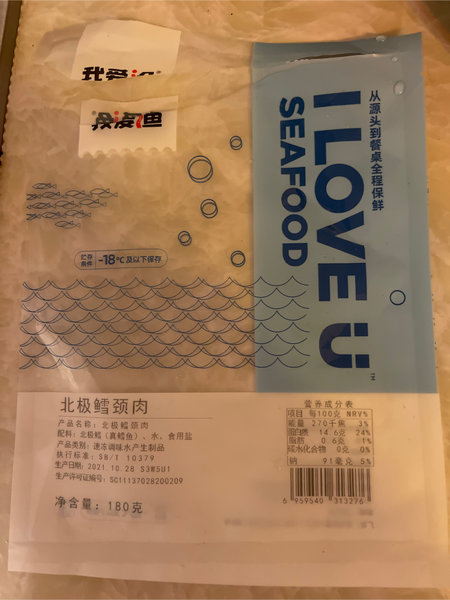 我爱渔
我爱渔
从源头到餐桌全程保鲜
I LOVE U
SEAFOOD
TM
贮存条件 -18℃及以下保存
北极鳕颈肉
产品名称: 北极鳕颈肉
配料: 北极鳕(真鳕鱼)、水、食用盐
产品类别: 速冻调味水产生制品
执行标准: SB/T 10379
生产日期: 2021.10.28 S3W5U1
生产许可证编号: SC11137028200209
净含量: 180克
营养成分表
项目 每100克 NRV%
能量 270千焦 3%
蛋白质 14.6克 24%
脂肪 0.6克 1%
碳水化合物 0克 0%
钠 91毫克 5%
6 959540 313276